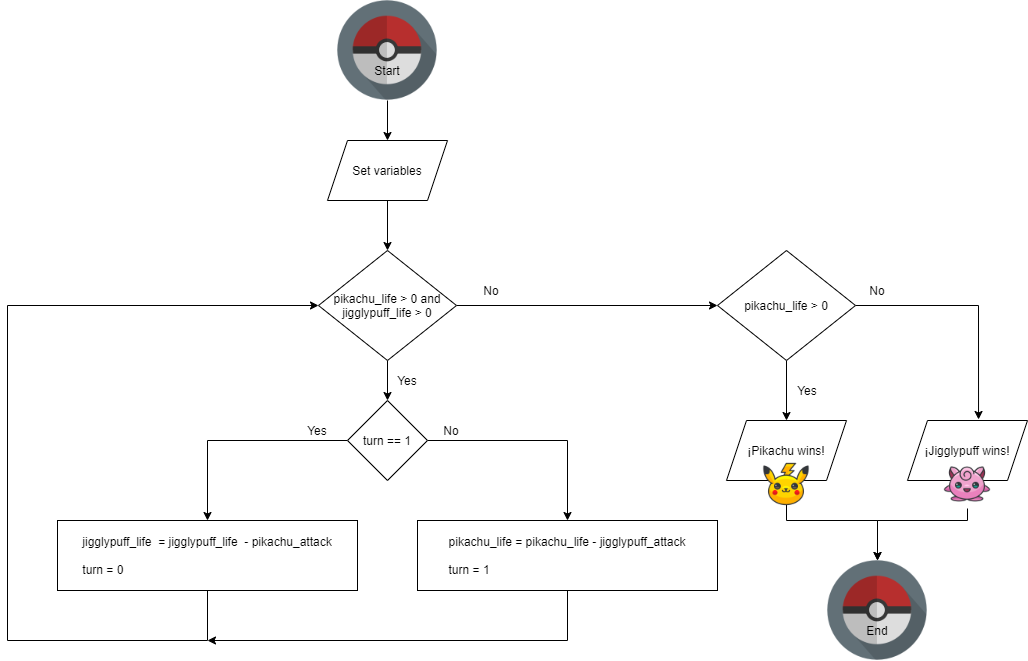 Start
Set variables
pikachu_life > 0 and
jigglypuff_life > 0
No
pikachu_life > 0
No
Yes
Yes
Yes
turn == 1
No
¡Pikachu wins!
¡Jigglypuff wins!
jigglypuff_life  = jigglypuff_life  - pikachu_attack
turn = 0
pikachu_life = pikachu_life - jigglypuff_attack
turn = 1
End